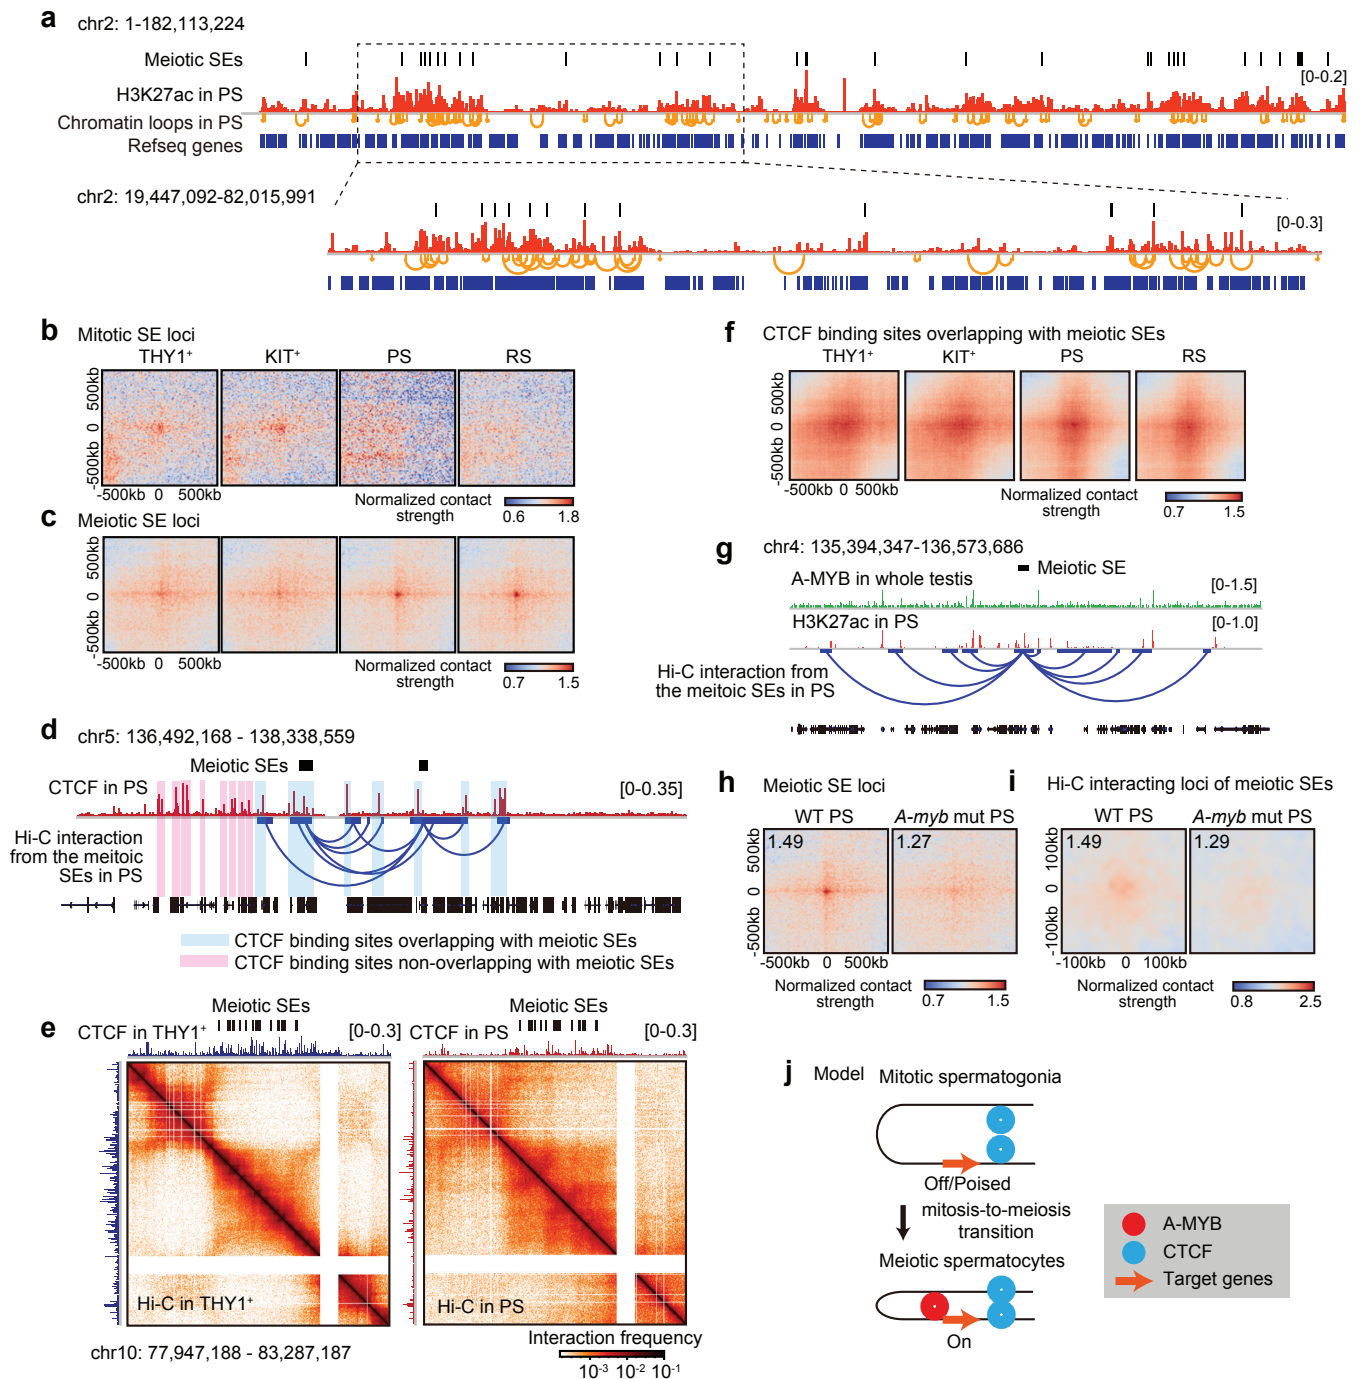 a
chr2: 1-182,113,224
Meiotic SEs
[0-0.2]
H3K27ac in PS
Chromatin loops in PS
Refseq genes
chr2: 19,447,092-82,015,991
[0-0.3]
b
Mitotic SE loci
THY1+ KIT+ PS RS
500kb
0
-500kb
-500kb 0 500kb
Normalized contact
strength
0.6 1.8
c
Meiotic SE loci
500kb
0
-500kb
-500kb 0 500kb
Normalized contact
strength
0.7 1.5
d
chr5: 136,492,168 - 138,338,559
Meiotic SEs
CTCF in PS
[0-0.35]
Hi-C interaction
from the meitoic
SEs in PS
CTCF binding sites overlapping with meiotic SEs
CTCF binding sites non-overlapping with meiotic SEs
e
Meiotic SEs
CTCF in THY1+
[0-0.3]
Hi-C in THY1+
Meiotic SEs
CTCF in PS
[0-0.3]
Hi-C in PS
chr10: 77,947,188 - 83,287,187
Interaction frequency
10-3 10-2 10-1
f
CTCF binding sites overlapping with meiotic SEs
THY1+ KIT+ PS RS
500kb
0
-500kb
-500kb 0 500kb
Normalized contact
strength
0.7 1.5
g
chr4: 135,394,347-136,573,686
Meiotic SE
A-MYB in whole testis
[0-1.5]
H3K27ac in PS
[0-1.0]
Hi-C interaction from
the meitoic SEs in PS
h
Meiotic SE loci
WT PS A-myb mut PS
1.49 1.27
500kb
0
-500kb
-500kb 0 500kb
Normalized contact
strength
0.7 1.5
i
Hi-C interacting loci of meiotic SEs
WT PS A-myb mut PS
1.49 1.29
100kb
0
-100kb
-100kb 0 100kb
Normalized contact
strength
0.8 2.5
j
Model
Mitotic spermatogonia
Off/Poised
mitosis-to-meiosis
transition
Meiotic spermatocytes
On
A-MYB
CTCF
Target genes